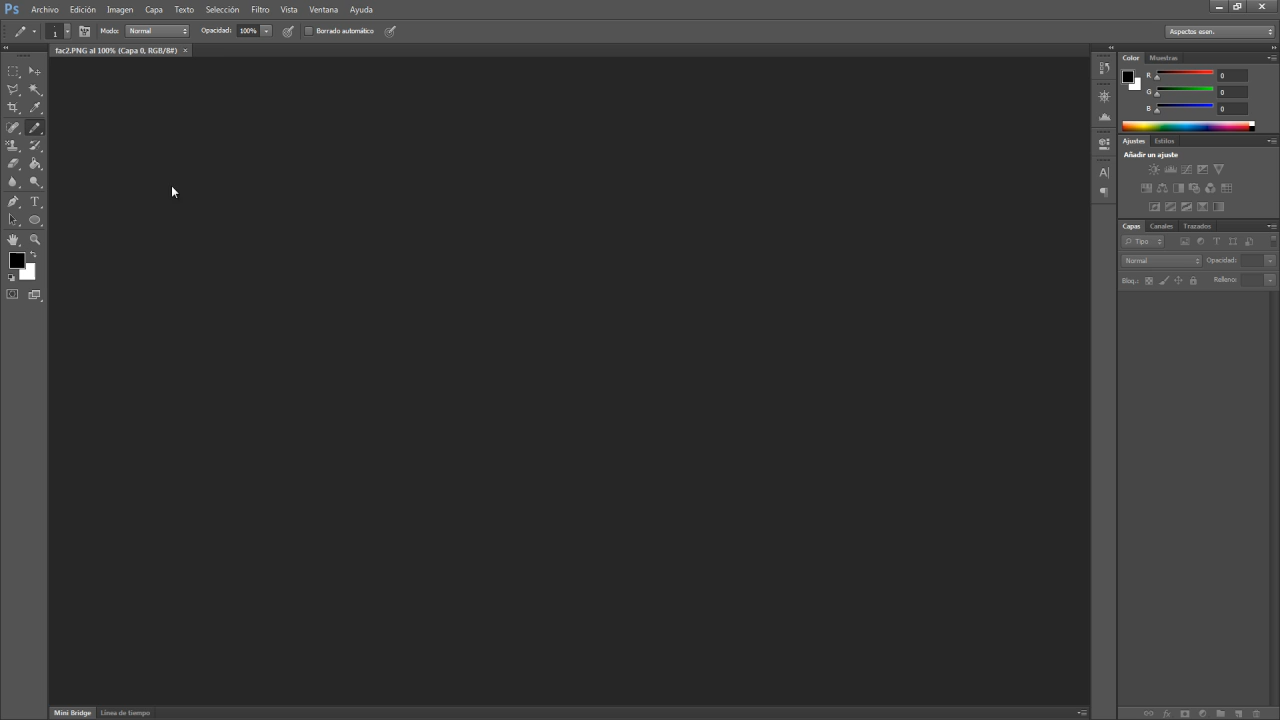 Ps Archivo Edición Imagen Capa Texto Selección Filtro Vista Ventana Ayuda
1 Modo: Normal Opacidad: 100% Borrado automático Aspectos esen.
fac2.PNG al 100% (Capa 0, RGB/8#) ×
Color Muestras
R 0
G 0
B 0
Ajustes Estilos
Añadir un ajuste
Capas Canales Trazados
Tipo
Normal Opacidad:
Bloq.: Relleno:
Mini Bridge Línea de tiempo